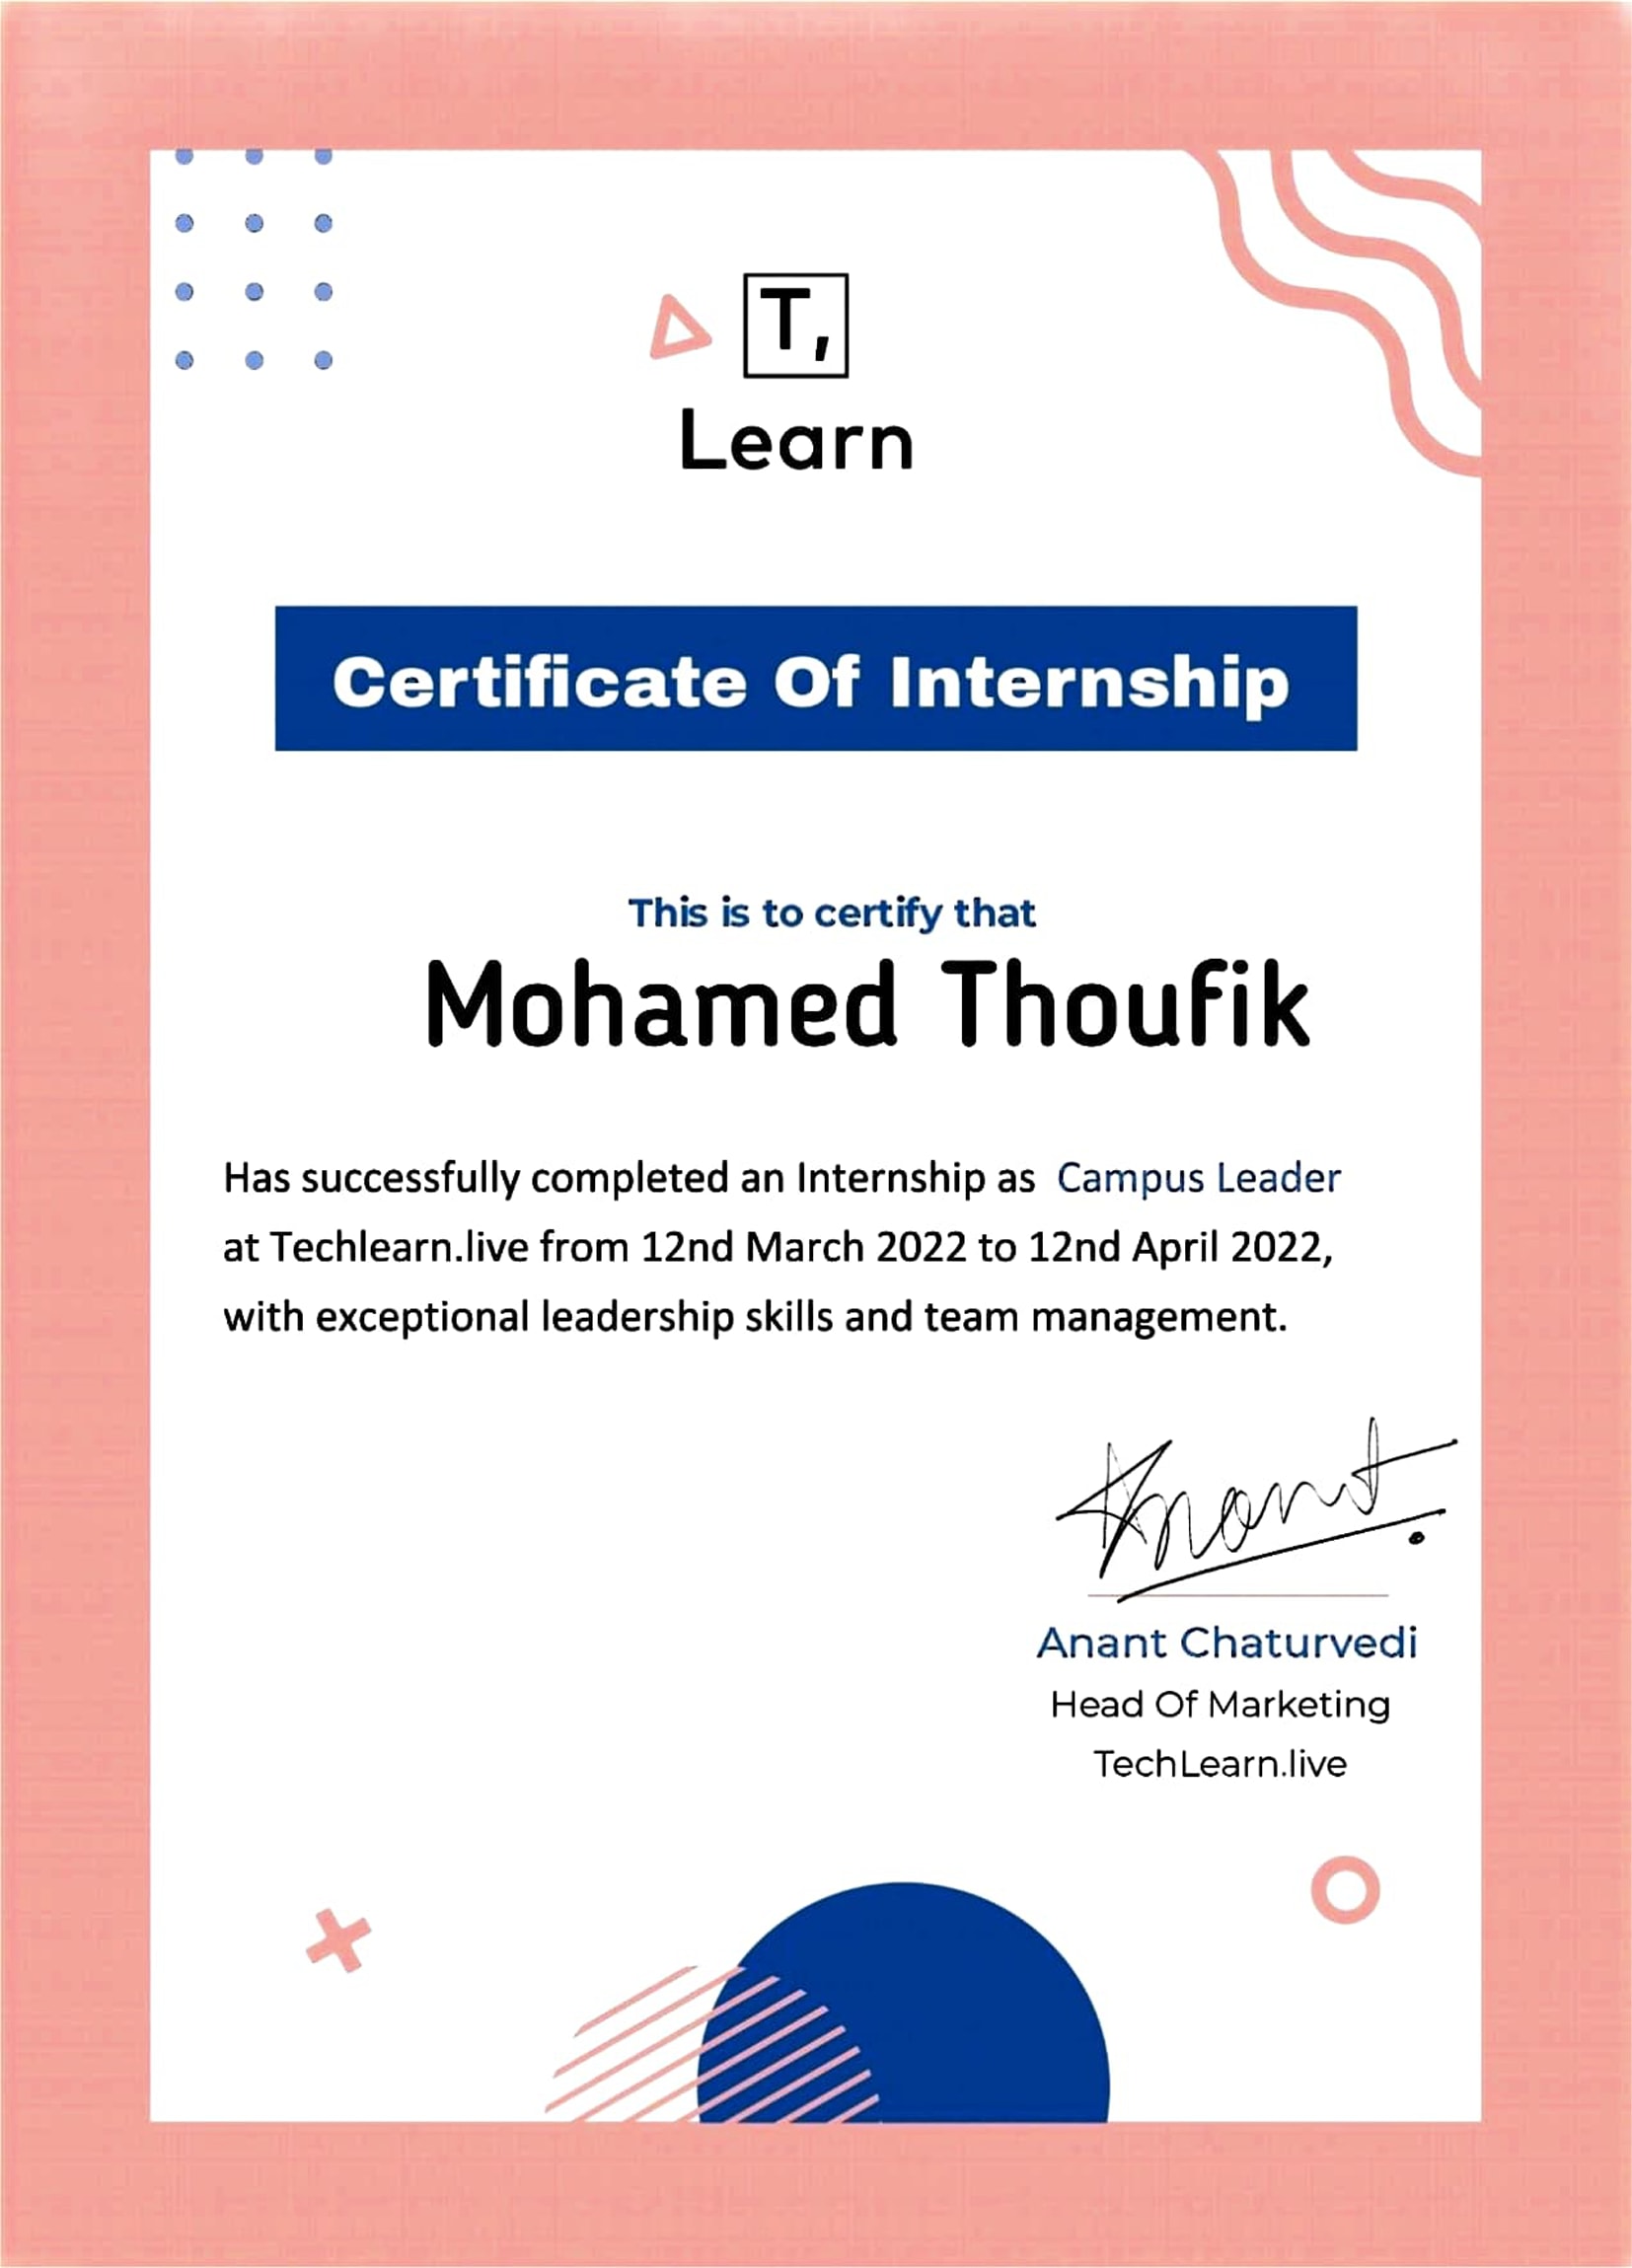 T,
Learn
Certificate Of Internship
This is to certify that
Mohamed Thoufik
Has successfully completed an Internship as Campus Leader
at Techlearn.live from 12nd March 2022 to 12nd April 2022,
with exceptional leadership skills and team management.
Anant
Anant Chaturvedi
Head Of Marketing
TechLearn.live